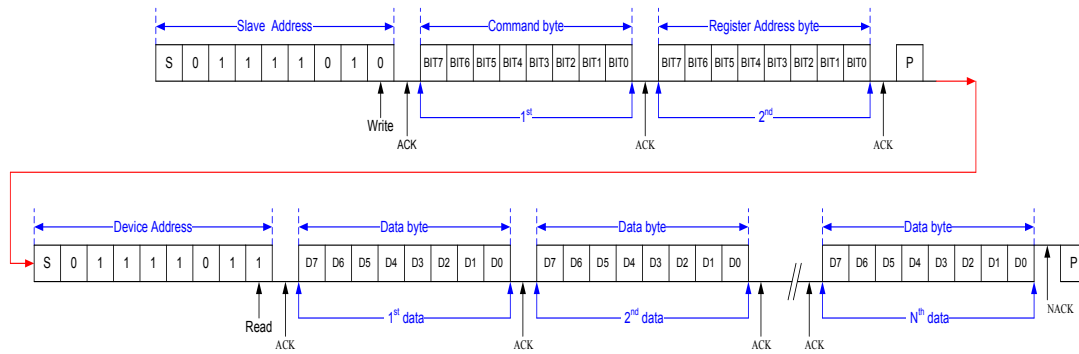 Slave Address Command byte Register Address byte
S 0 1 1 1 1 0 1 0 BIT7 BIT6 BIT5 BIT4 BIT3 BIT2 BIT1 BIT0 BIT7 BIT6 BIT5 BIT4 BIT3 BIT2 BIT1 BIT0 P
1st 2nd
Write ACK ACK ACK
Device Address Data byte Data byte Data byte
S 0 1 1 1 1 0 1 1 D7 D6 D5 D4 D3 D2 D1 D0 D7 D6 D5 D4 D3 D2 D1 D0 D7 D6 D5 D4 D3 D2 D1 D0 P
1st data 2nd data Nth data NACK
Read ACK ACK ACK ACK